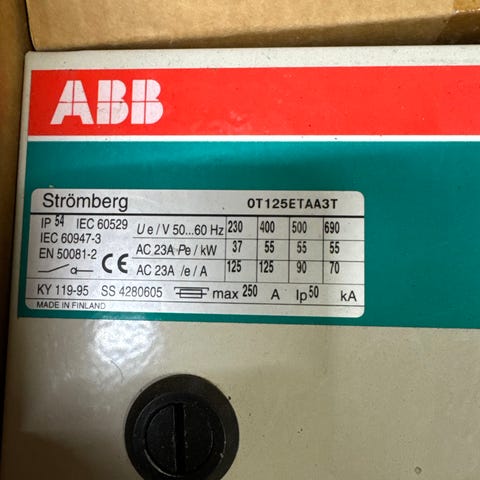 ABB
Strömberg OT125ETAA3T
IP 54 IEC 60529 Ue/V 50...60 Hz 230 400 500 690
IEC 60947-3 AC 23A Pe/kW 37 55 55 55
EN 50081-2 CE AC 23A Ie/A 125 125 90 70
KY 119-95 SS 4280605 max 250 A Ip 50 kA
MADE IN FINLAND